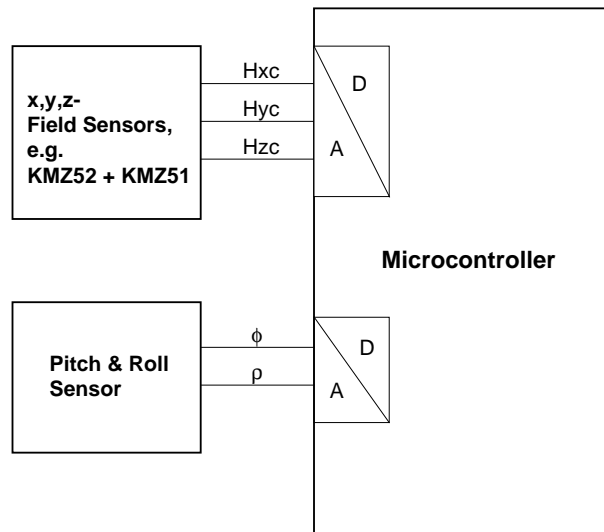 x,y,z-
Field Sensors,
e.g.
KMZ52 + KMZ51
Hxc
Hyc
Hzc
D
A
Microcontroller
Pitch & Roll
Sensor
ϕ
ρ
D
A